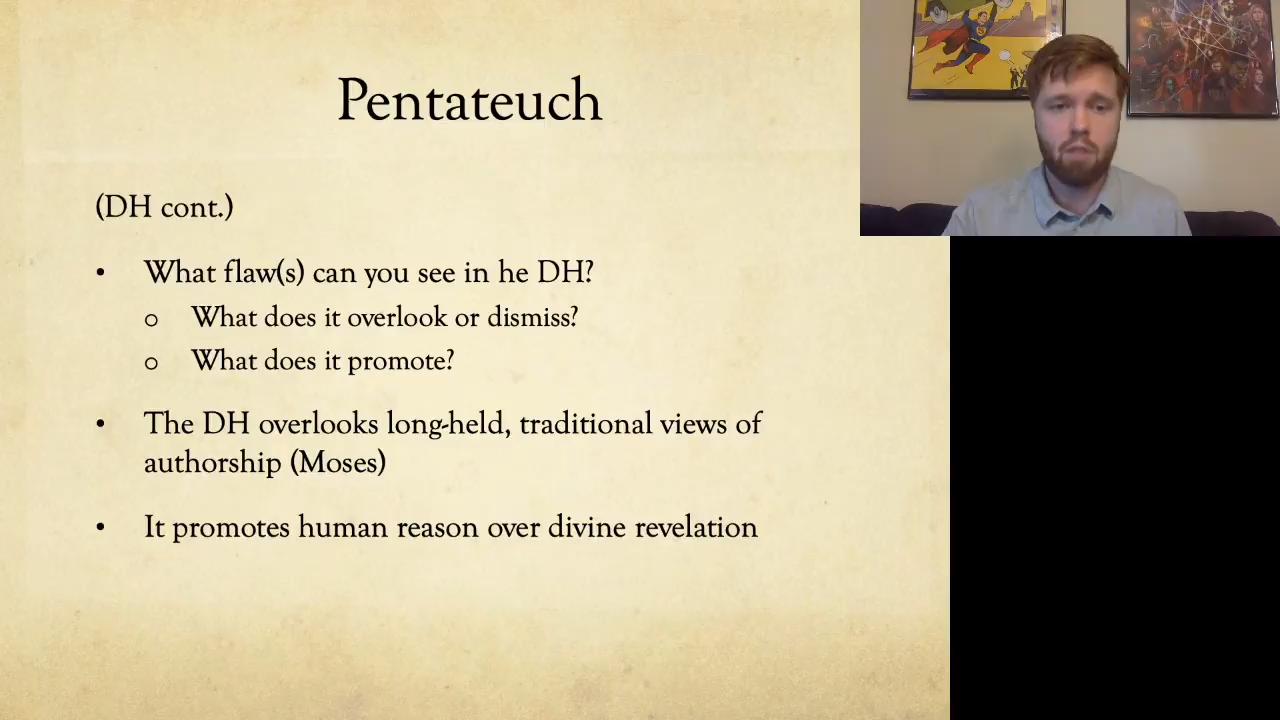 Pentateuch
(DH cont.)
• What flaw(s) can you see in he DH?
o What does it overlook or dismiss?
o What does it promote?
• The DH overlooks long-held, traditional views of
authorship (Moses)
• It promotes human reason over divine revelation